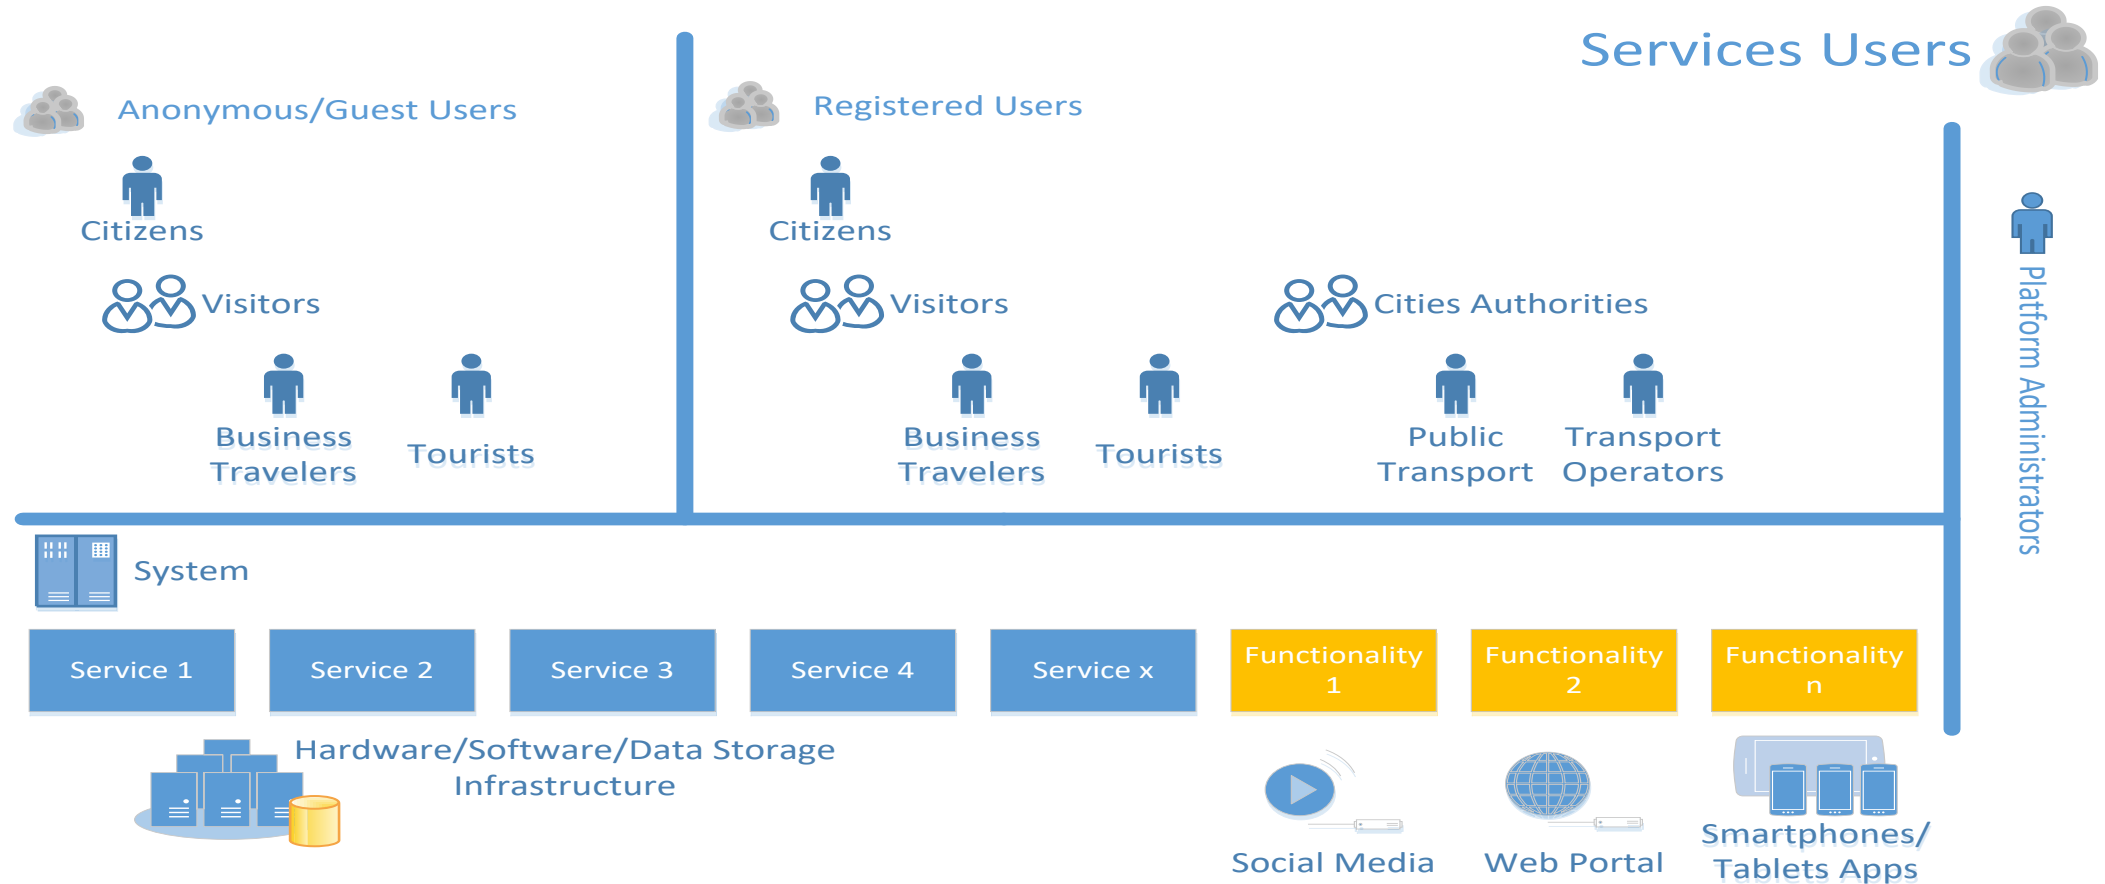 Services Users
Anonymous/Guest Users
Citizens
Visitors
Business
Travelers
Tourists
Registered Users
Citizens
Visitors
Business
Travelers
Tourists
Cities Authorities
Public
Transport
Transport
Operators
Platform Administrators
System
Service 1
Service 2
Service 3
Service 4
Service x
Functionality
1
Functionality
2
Functionality
n
Hardware/Software/Data Storage
Infrastructure
Social Media
Web Portal
Smartphones/
Tablets Apps